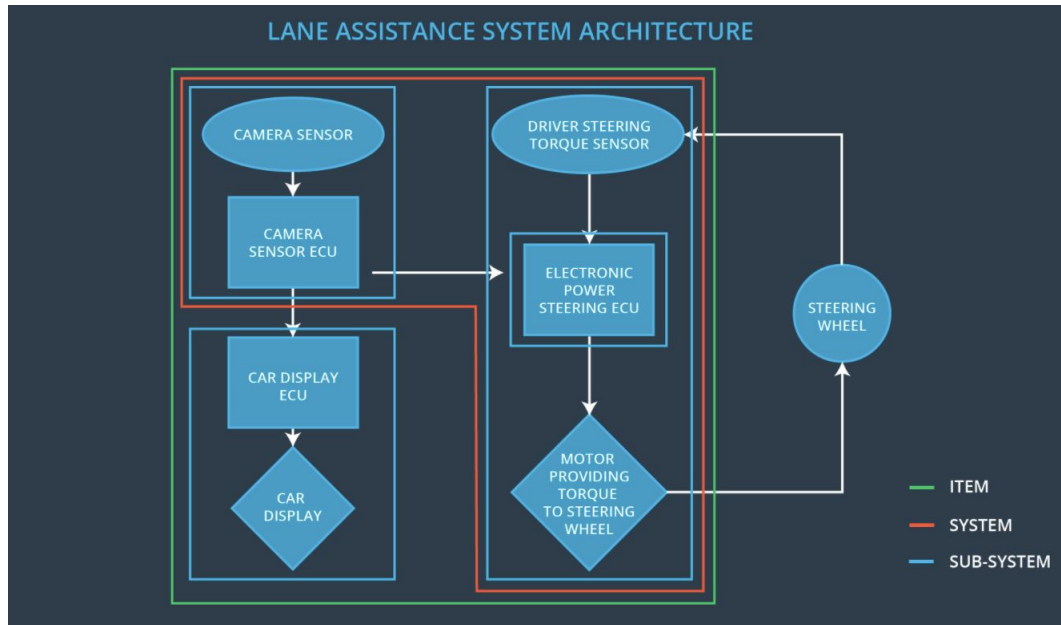 LANE ASSISTANCE SYSTEM ARCHITECTURE
CAMERA SENSOR
CAMERA
SENSOR ECU
CAR DISPLAY
ECU
CAR
DISPLAY
DRIVER STEERING
TORQUE SENSOR
ELECTRONIC
POWER
STEERING ECU
MOTOR
PROVIDING
TORQUE
TO STEERING
WHEEL
STEERING
WHEEL
ITEM
SYSTEM
SUB-SYSTEM